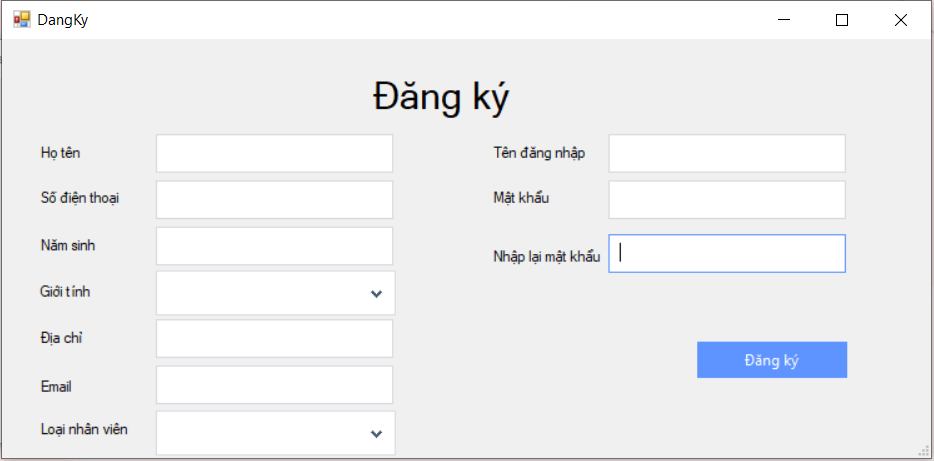 DangKy
Đăng ký
Họ tên
Số điện thoại
Năm sinh
Giới tính
Địa chỉ
Email
Loại nhân viên
Tên đăng nhập
Mật khẩu
Nhập lại mật khẩu
Đăng ký